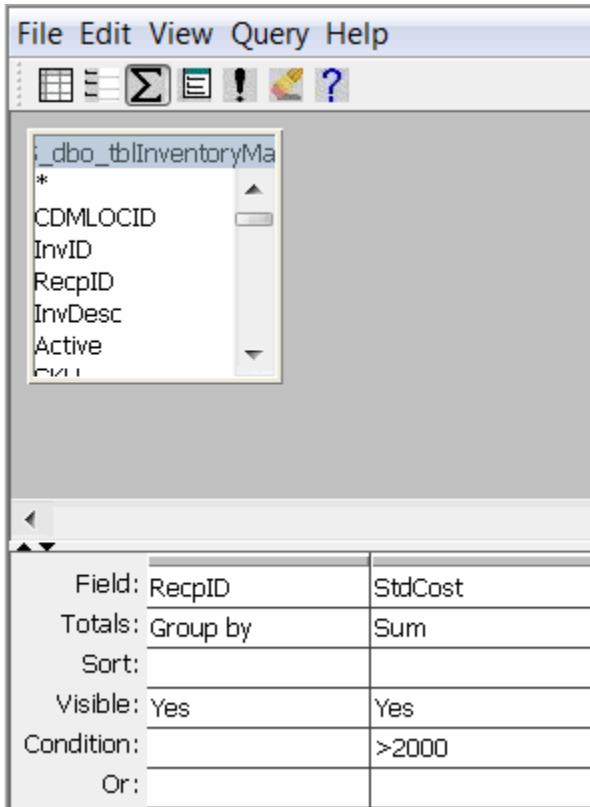 File Edit View Query Help
_dbo_tblInventoryMa
*
CDMLOCID
InvID
RecpID
InvDesc
Active
Field: RecpID StdCost
Totals: Group by Sum
Sort:
Visible: Yes Yes
Condition: >2000
Or: